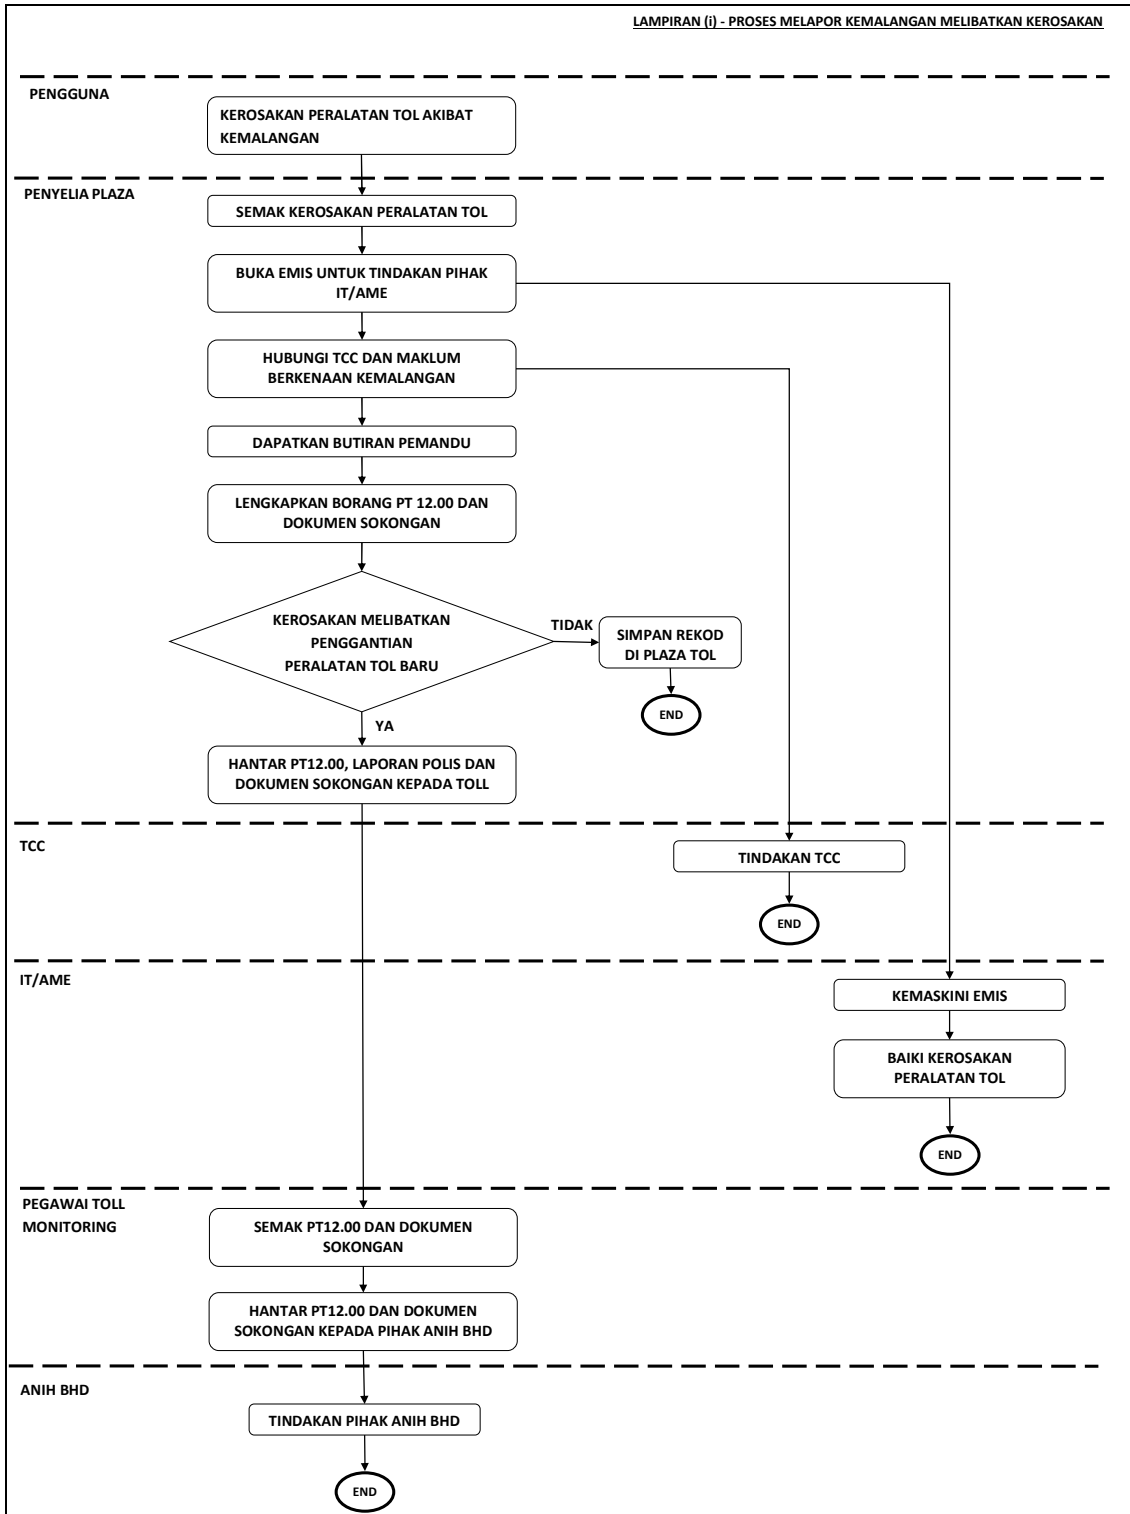 LAMPIRAN (i) - PROSES MELAPOR KEMALANGAN MELIBATKAN KEROSAKAN
PENGGUNA
KEROSAKAN PERALATAN TOL AKIBAT
KEMALANGAN
PENYELIA PLAZA
SEMAK KEROSAKAN PERALATAN TOL
BUKA EMIS UNTUK TINDAKAN PIHAK
IT/AME
HUBUNGI TCC DAN MAKLUM
BERKENAAN KEMALANGAN
DAPATKAN BUTIRAN PEMANDU
LENGKAPKAN BORANG PT 12.00 DAN
DOKUMEN SOKONGAN
KEROSAKAN MELIBATKAN
PENGGANTIAN
PERALATAN TOL BARU
TIDAK
SIMPAN REKOD
DI PLAZA TOL
END
YA
HANTAR PT12.00, LAPORAN POLIS DAN
DOKUMEN SOKONGAN KEPADA TOLL
TCC
TINDAKAN TCC
END
IT/AME
KEMASKINI EMIS
BAIKI KEROSAKAN
PERALATAN TOL
END
PEGAWAI TOLL
MONITORING
SEMAK PT12.00 DAN DOKUMEN
SOKONGAN
HANTAR PT12.00 DAN DOKUMEN
SOKONGAN KEPADA PIHAK ANIH BHD
ANIH BHD
TINDAKAN PIHAK ANIH BHD
END